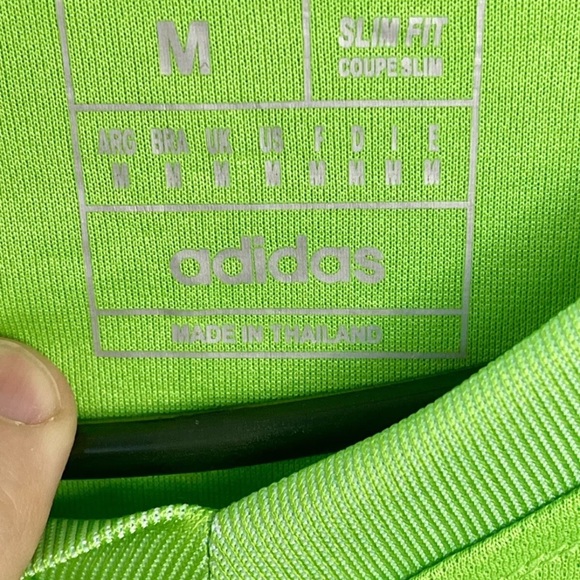 M
SLIM FIT
COUPE SLIM
ARG BRA UK US F D I E
M M M M M M M M
adidas
MADE IN THAILAND